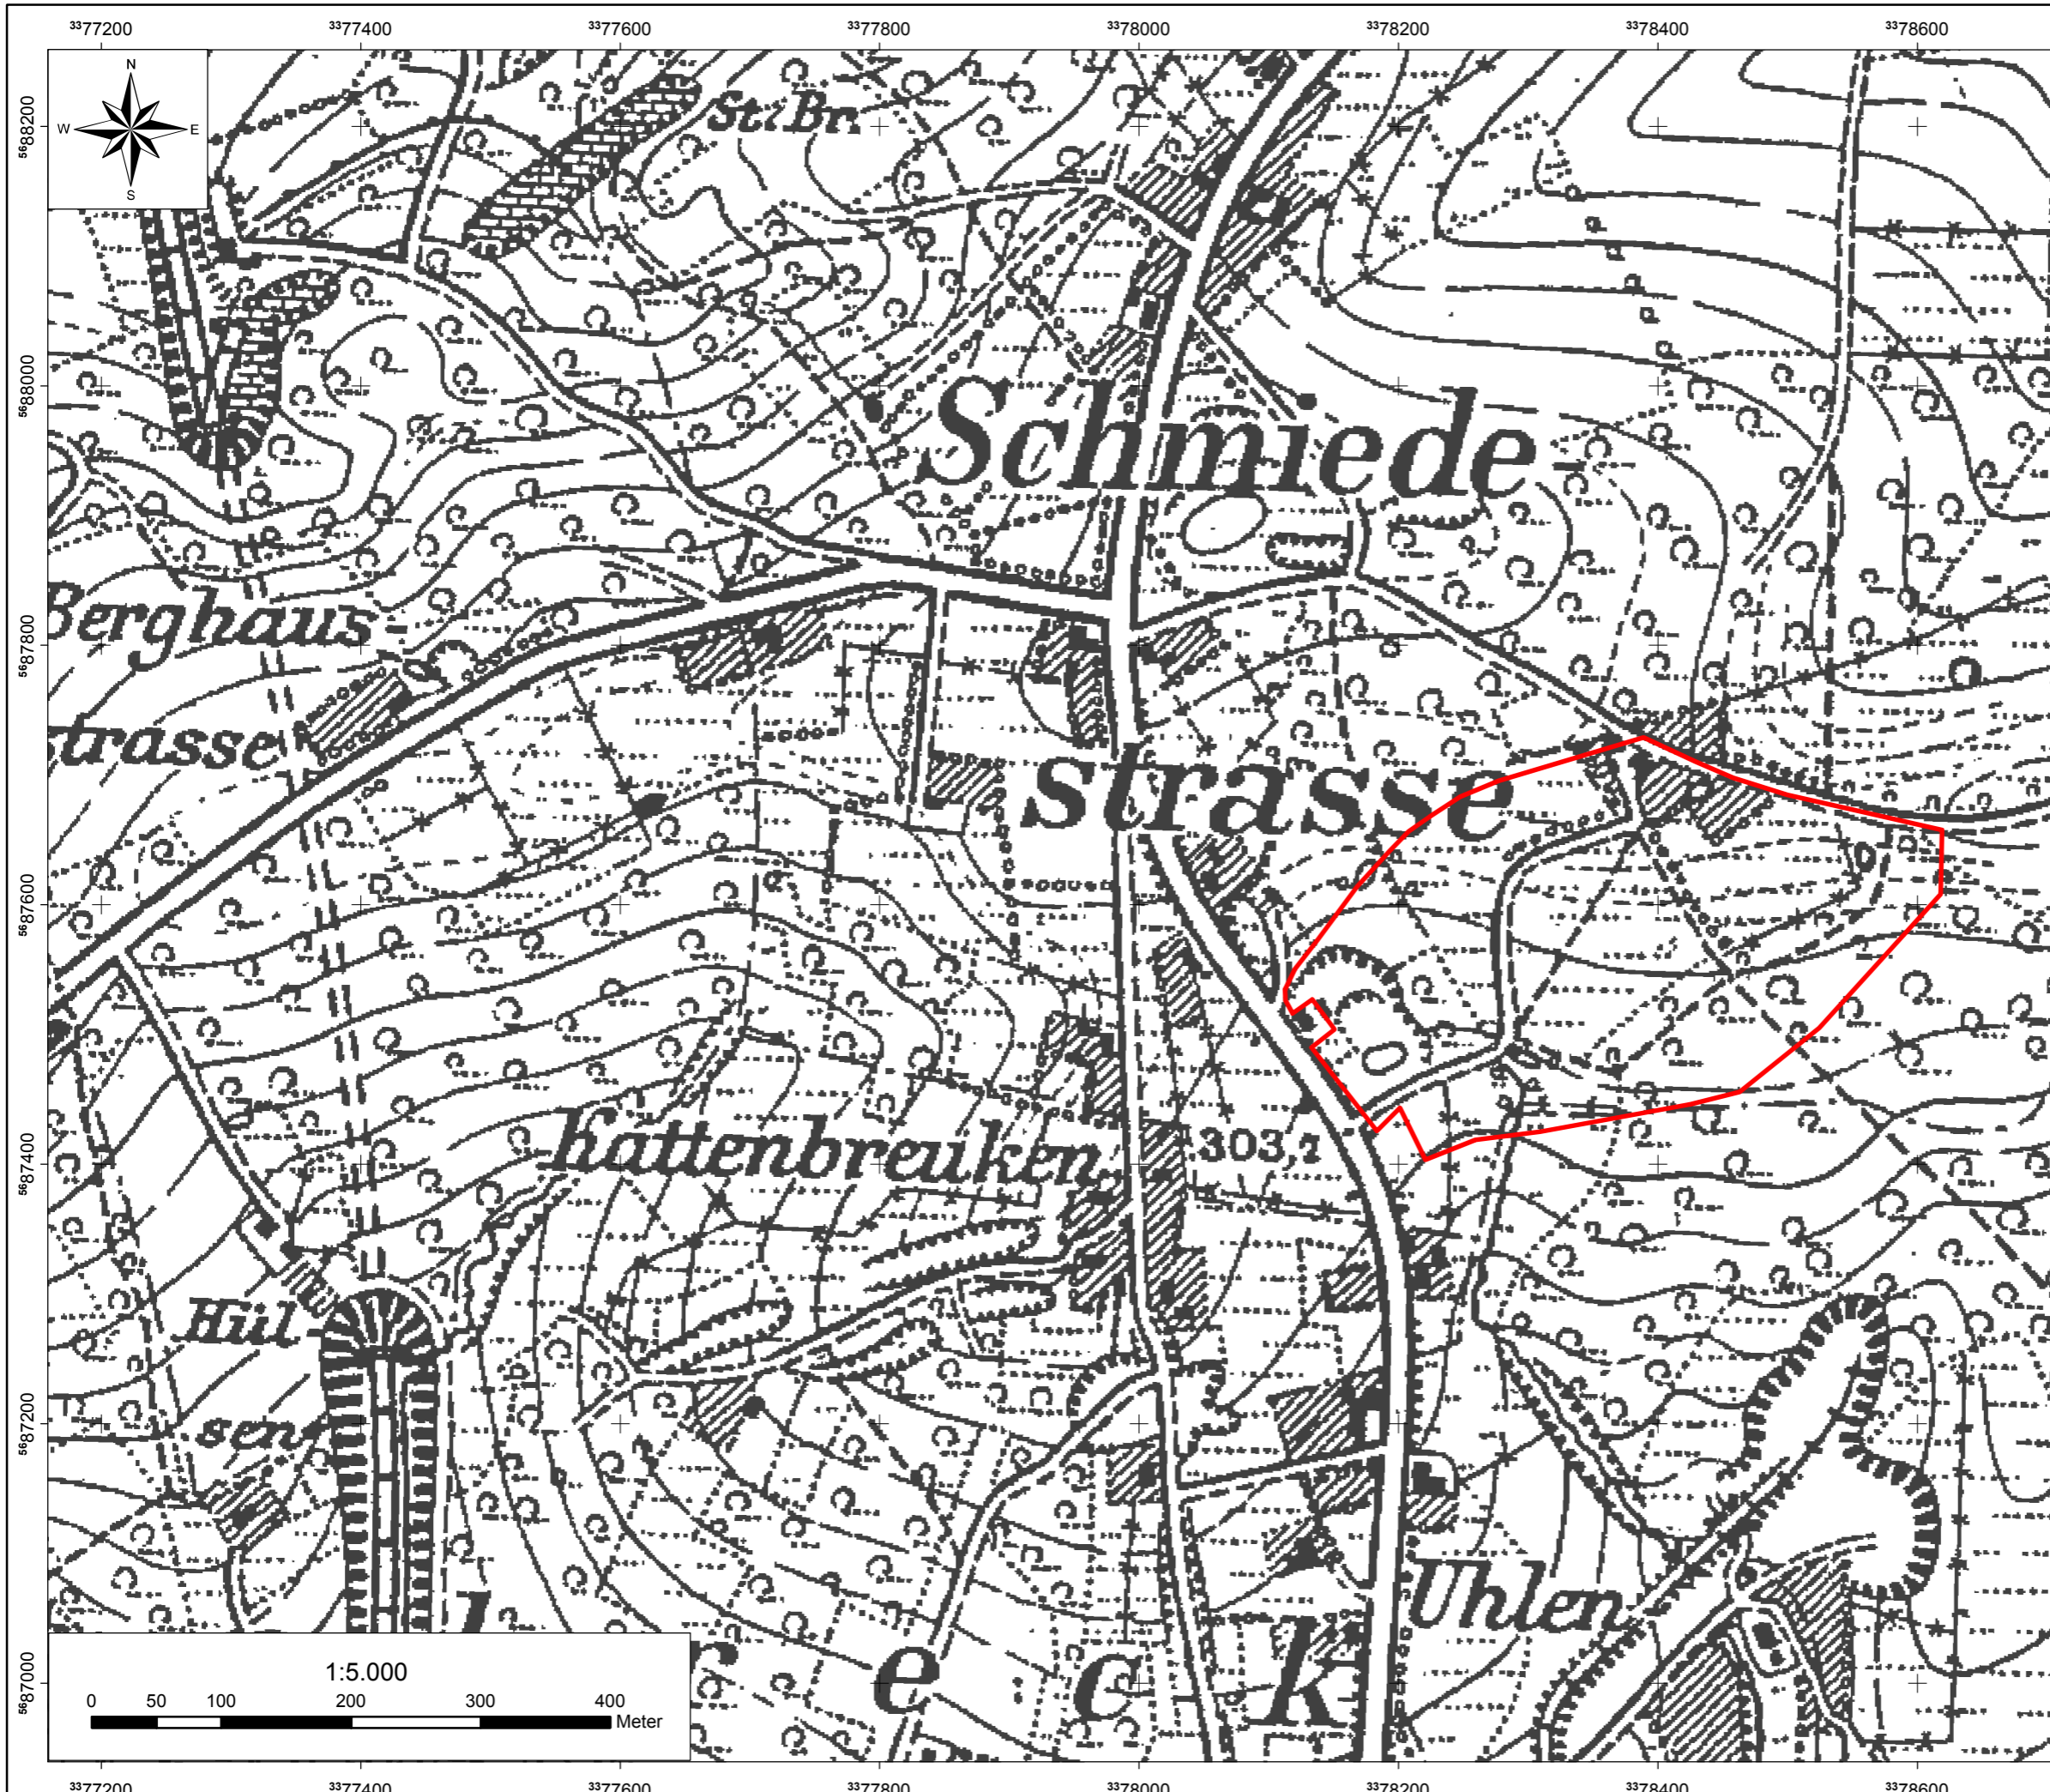 ³³77200 ³³77400 ³³77600 ³³77800 ³³78000 ³³78200 ³³78400 ³³78600
N
W E
S
St. Br.
⁵⁶88200
⁵⁶88000
Schmiede
Berghaus
⁵⁶87800
strasse
strasse
⁵⁶87600
Kattenbreuken
303,1
⁵⁶87400
Hül
sen
⁵⁶87200
Uhlen
e c k
⁵⁶87000
1:5.000
0 50 100 200 300 400 Meter
³³77200 ³³77400 ³³77600 ³³77800 ³³78000 ³³78200 ³³78400 ³³78600